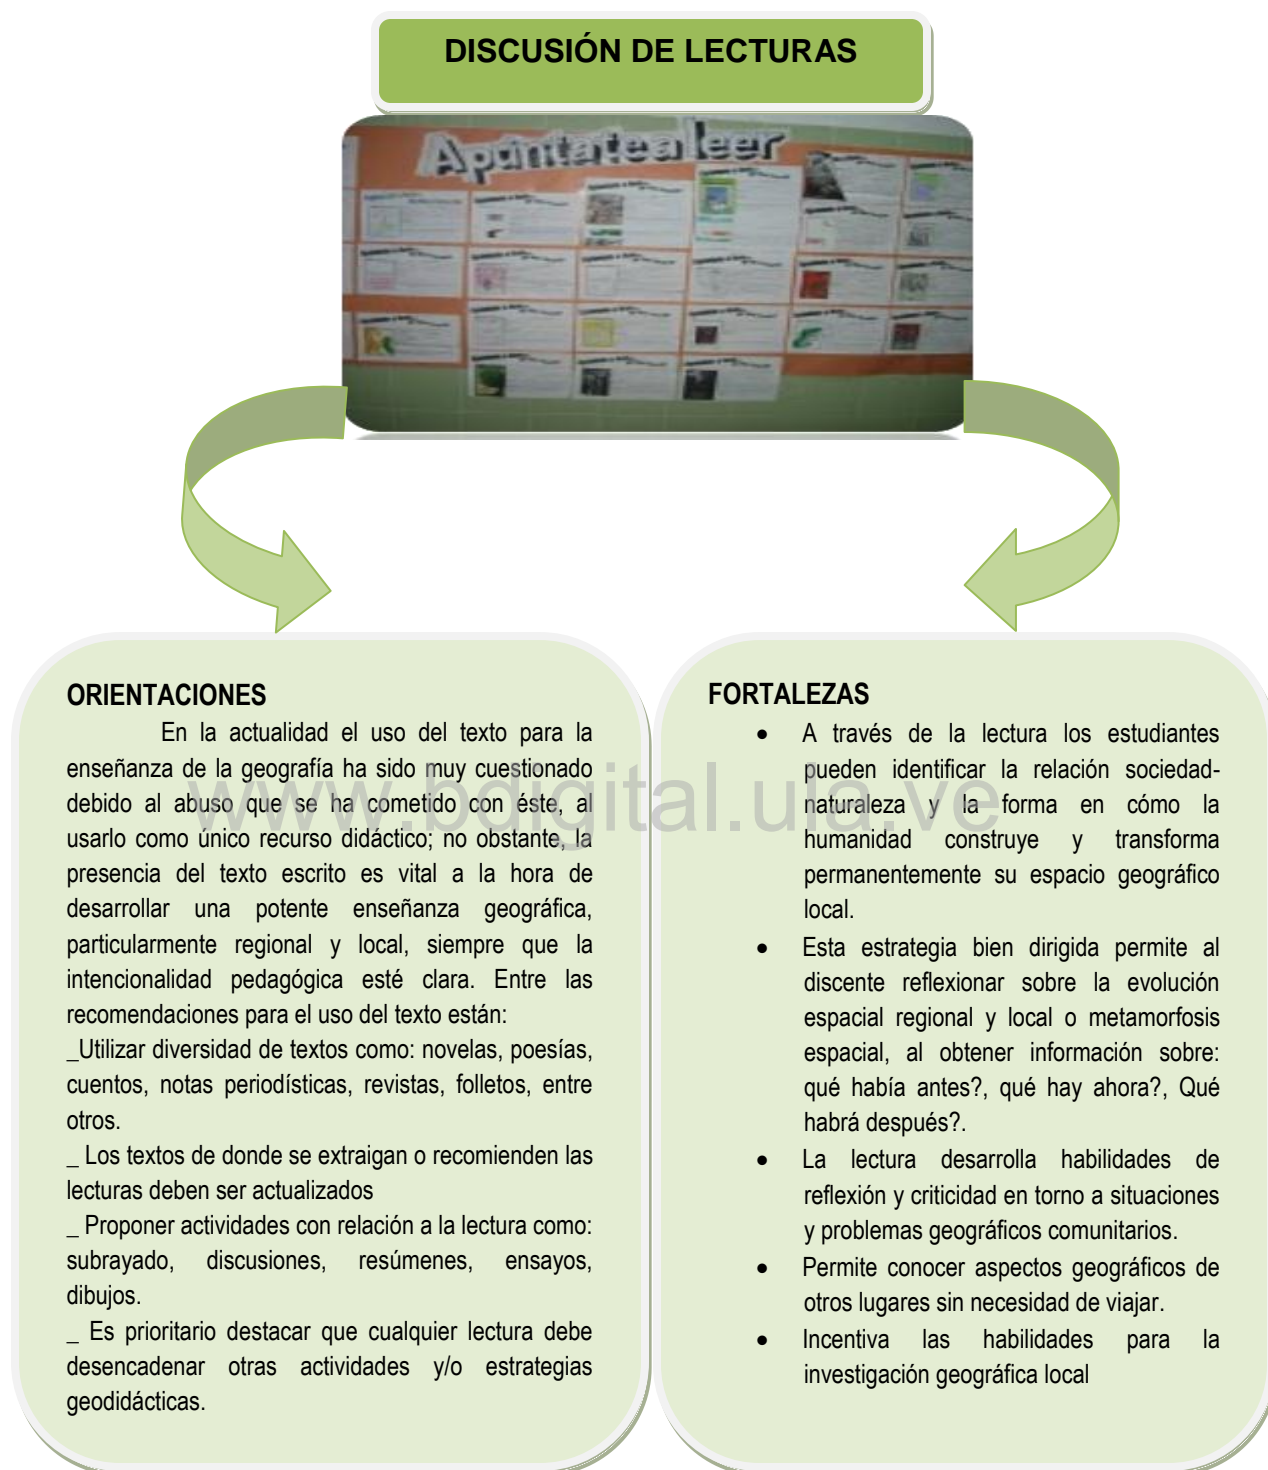 DISCUSIÓN DE LECTURAS
Apúntate a leer
ORIENTACIONES
En la actualidad el uso del texto para la
enseñanza de la geografía ha sido muy cuestionado
debido al abuso que se ha cometido con éste, al
usarlo como único recurso didáctico; no obstante, la
presencia del texto escrito es vital a la hora de
desarrollar una potente enseñanza geográfica,
particularmente regional y local, siempre que la
intencionalidad pedagógica esté clara. Entre las
recomendaciones para el uso del texto están:
_Utilizar diversidad de textos como: novelas, poesías,
cuentos, notas periodísticas, revistas, folletos, entre
otros.
_ Los textos de donde se extraigan o recomienden las
lecturas deben ser actualizados
_ Proponer actividades con relación a la lectura como:
subrayado, discusiones, resúmenes, ensayos,
dibujos.
_ Es prioritario destacar que cualquier lectura debe
desencadenar otras actividades y/o estrategias
geodidácticas.
FORTALEZAS
• A través de la lectura los estudiantes
pueden identificar la relación sociedad-
naturaleza y la forma en cómo la
humanidad construye y transforma
permanentemente su espacio geográfico
local.
• Esta estrategia bien dirigida permite al
discente reflexionar sobre la evolución
espacial regional y local o metamorfosis
espacial, al obtener información sobre:
qué había antes?, qué hay ahora?, Qué
habrá después?.
• La lectura desarrolla habilidades de
reflexión y criticidad en torno a situaciones
y problemas geográficos comunitarios.
• Permite conocer aspectos geográficos de
otros lugares sin necesidad de viajar.
• Incentiva las habilidades para la
investigación geográfica local
www.bdigital.ula.ve